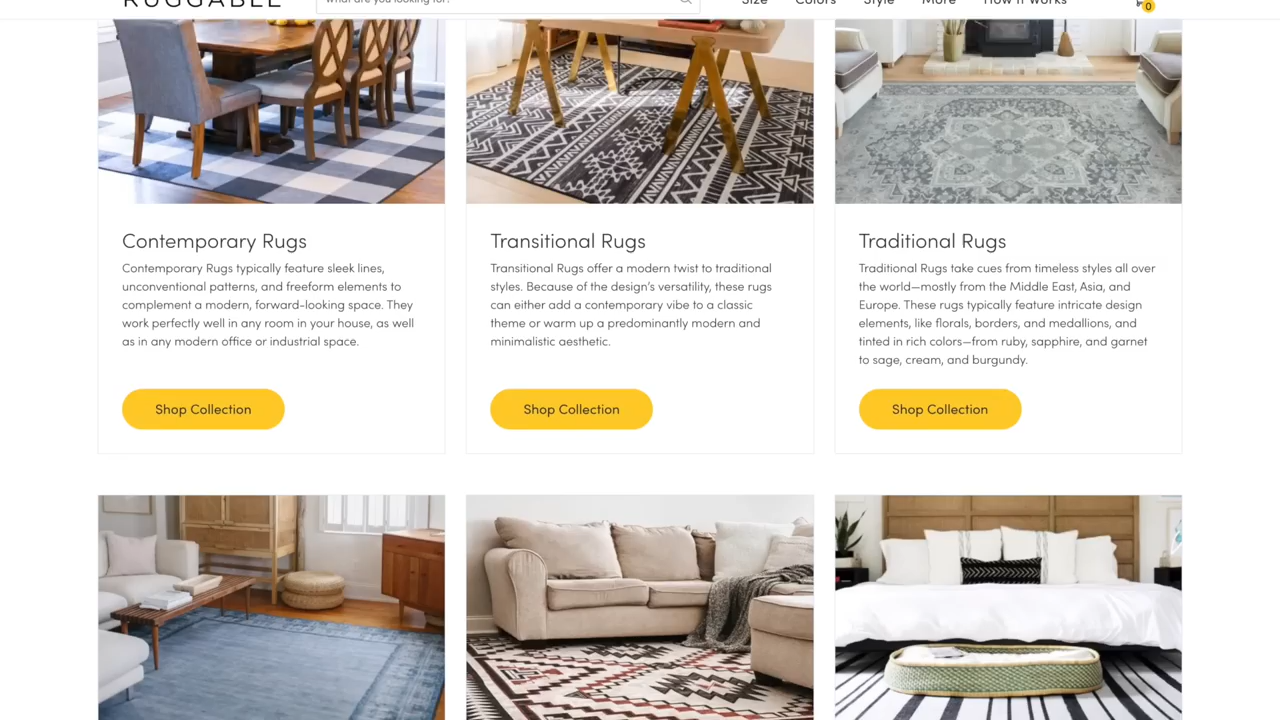 RUGGABLE
What are you looking for?
Size
Colors
Style
More
How It Works
0
Contemporary Rugs
Contemporary Rugs typically feature sleek lines,
unconventional patterns, and freeform elements to
complement a modern, forward-looking space. They
work perfectly well in any room in your house, as well
as in any modern office or industrial space.
Shop Collection
Transitional Rugs
Transitional Rugs offer a modern twist to traditional
styles. Because of the design's versatility, these rugs
can either add a contemporary vibe to a classic
theme or warm up a predominantly modern and
minimalistic aesthetic.
Shop Collection
Traditional Rugs
Traditional Rugs take cues from timeless styles all over
the world—mostly from the Middle East, Asia, and
Europe. These rugs typically feature intricate design
elements, like florals, borders, and medallions, and
tinted in rich colors—from ruby, sapphire, and garnet
to sage, cream, and burgundy.
Shop Collection